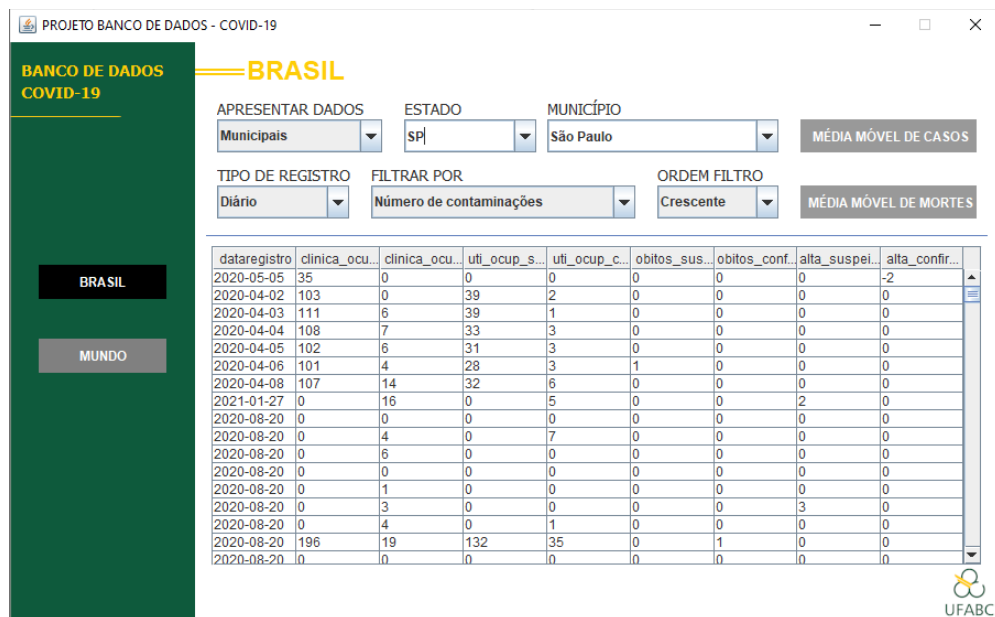 PROJETO BANCO DE DADOS - COVID-19
BANCO DE DADOS
COVID-19
BRASIL
APRESENTAR DADOS ESTADO MUNICÍPIO
Municipais SP São Paulo MÉDIA MÓVEL DE CASOS
TIPO DE REGISTRO FILTRAR POR ORDEM FILTRO
Diário Número de contaminações Crescente MÉDIA MÓVEL DE MORTES
BRASIL
MUNDO
dataregistro clinica_ocu... clinica_ocu... uti_ocup_s... uti_ocup_c... obitos_sus... obitos_conf... alta_suspei... alta_confir...
2020-05-05 35 0 0 0 0 0 0 -2
2020-04-02 103 0 39 2 0 0 0 0
2020-04-03 111 6 39 1 0 0 0 0
2020-04-04 108 7 33 3 0 0 0 0
2020-04-05 102 6 31 3 0 0 0 0
2020-04-06 101 4 28 3 1 0 0 0
2020-04-08 107 14 32 6 0 0 0 0
2021-01-27 0 16 0 5 0 0 2 0
2020-08-20 0 0 0 0 0 0 0 0
2020-08-20 0 4 0 7 0 0 0 0
2020-08-20 0 6 0 0 0 0 0 0
2020-08-20 0 0 0 0 0 0 0 0
2020-08-20 0 1 0 0 0 0 0 0
2020-08-20 0 3 0 0 0 0 3 0
2020-08-20 0 4 0 1 0 0 0 0
2020-08-20 196 19 132 35 0 1 0 0
2020-08-20 0 0 0 0 0 0 0 0
UFABC